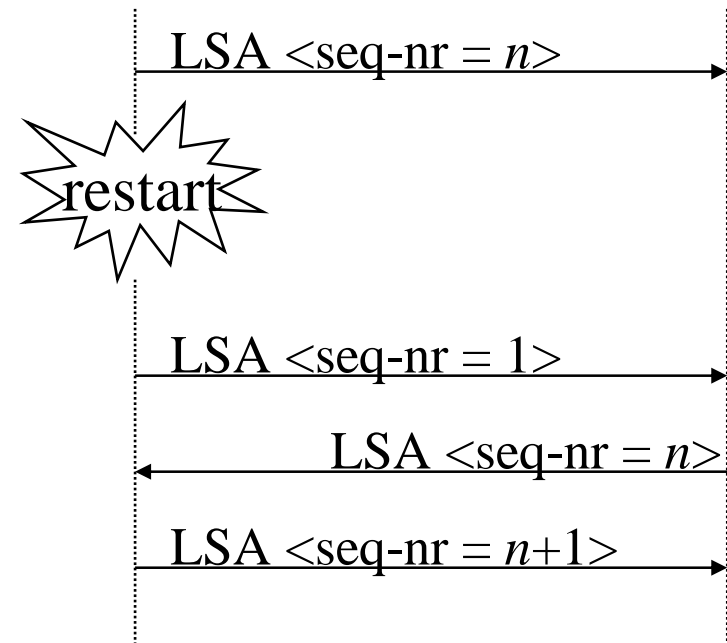 LSA <seq-nr = n>
restart
LSA <seq-nr = 1>
LSA <seq-nr = n>
LSA <seq-nr = n+1>